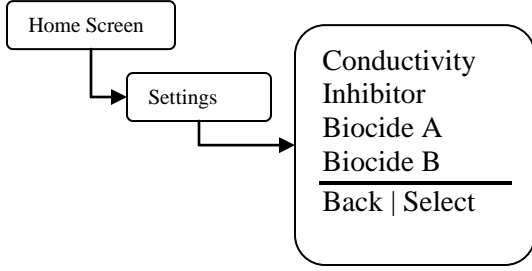 Home Screen
Settings
Conductivity
Inhibitor
Biocide A
Biocide B
Back | Select